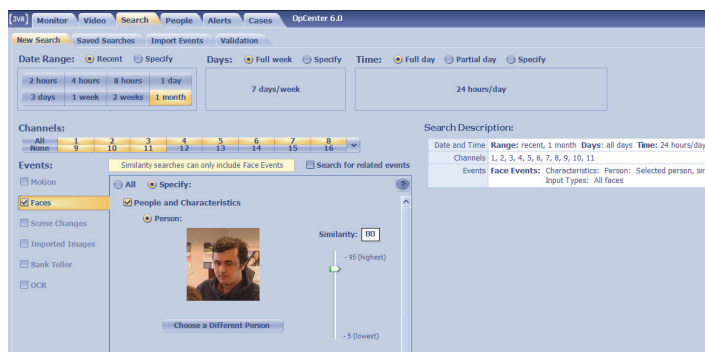 {3VR} Monitor Video Search People Alerts Cases OpCenter 6.0
New Search Saved Searches Import Events Validation
Date Range: Recent Specify Days: Full week Specify Time: Full day Partial day Specify
2 hours 4 hours 8 hours 1 day
3 days 1 week 2 weeks 1 month
7 days/week
24 hours/day
Channels:
All 1 2 3 4 5 6 7 8
None 9 10 11 12 13 14 15 16
Search Description:
Date and Time Range: recent, 1 month Days: all days Time: 24 hours/day
Channels 1, 2, 3, 4, 5, 6, 7, 8, 9, 10, 11
Events Face Events: Characteristics: Person: Selected person, sim
Input Types: All faces
Events:
Similarity searches can only include Face Events Search for related events
Motion
Faces
Scene Changes
Imported Images
Bank Teller
OCR
All Specify: ?
People and Characteristics
Person:
Similarity: 80
- 95 (highest)
- 5 (lowest)
Choose a Different Person